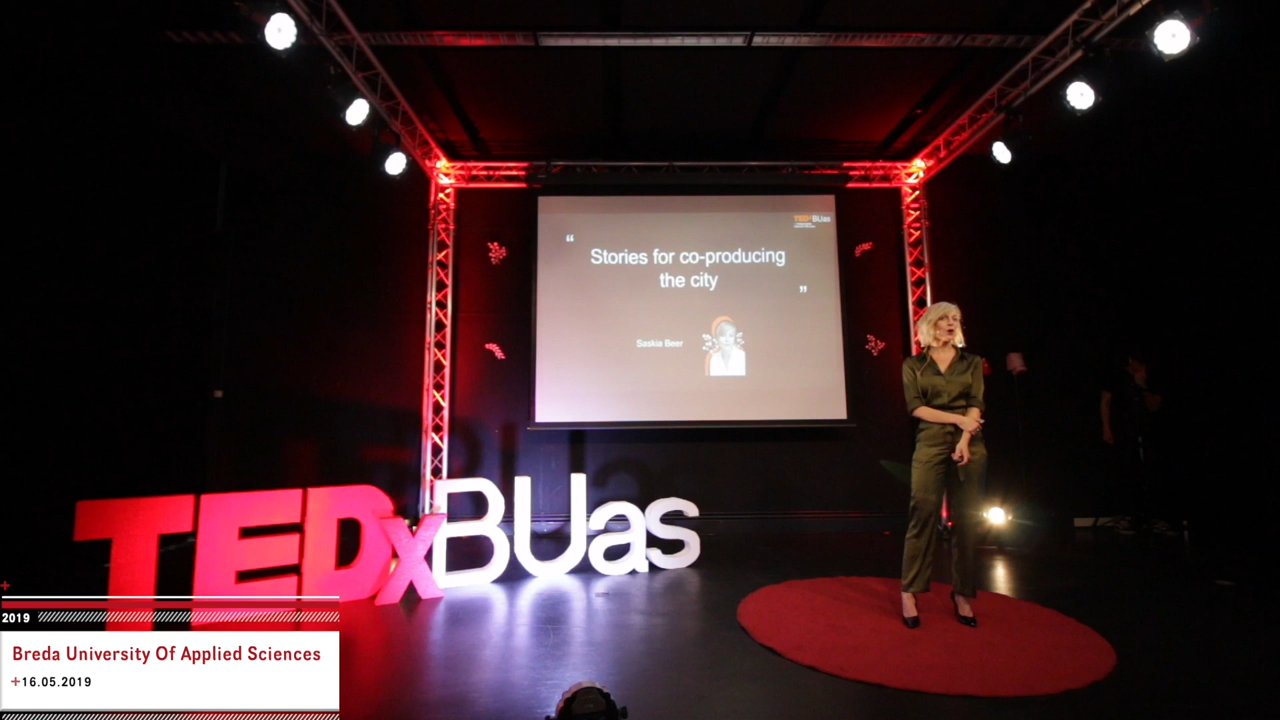 TEDxBUas
“
Stories for co-producing
the city
”
Saskia Beer
TEDxBUas
2019
Breda University Of Applied Sciences
+16.05.2019